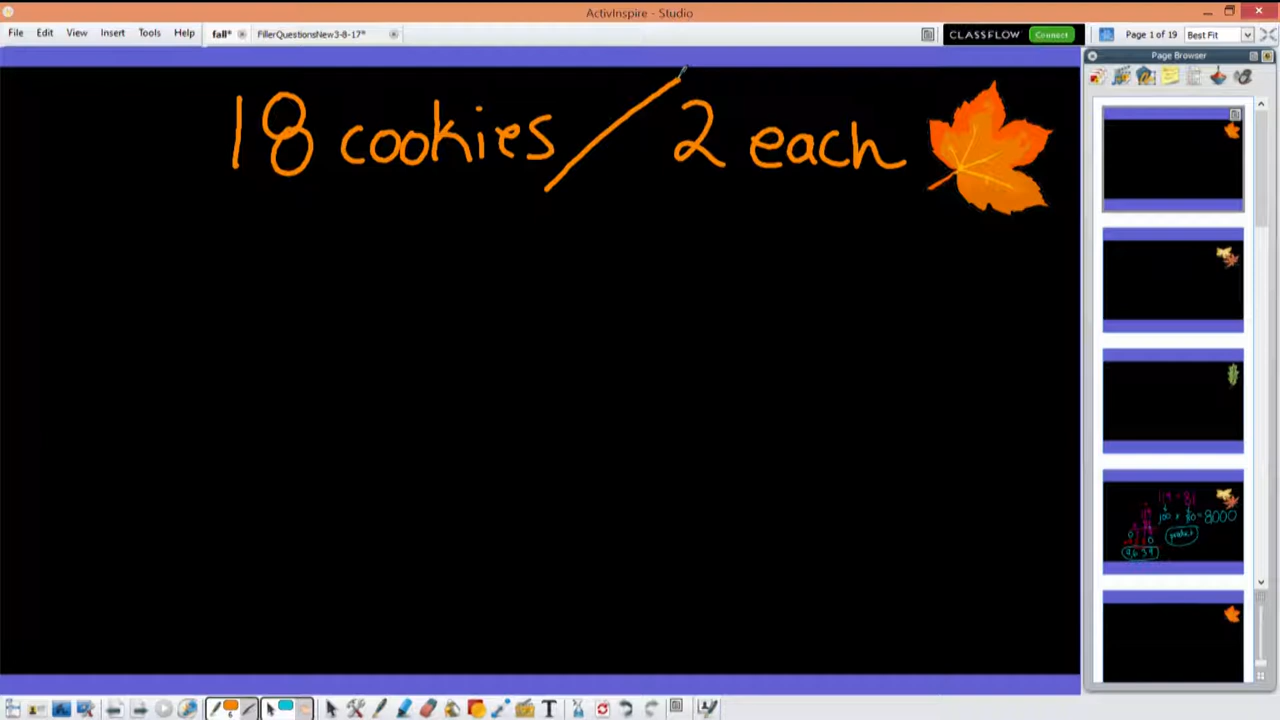 ActivInspire - Studio
File Edit View Insert Tools Help fall* FillerQuestionsNew3-8-17* CLASSFLOW Connect Page 1 of 19 Best Fit
Page Browser
18 cookies / 2 each